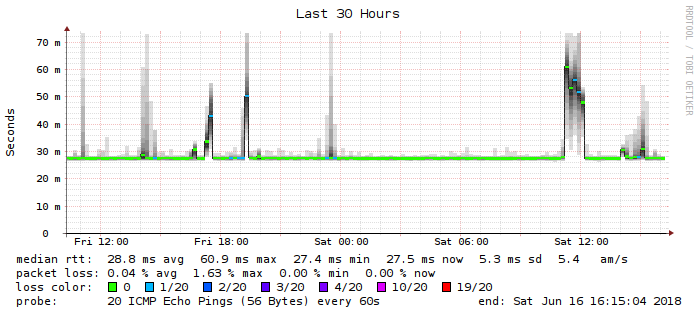 Last 30 Hours
RRDTOOL / TOBI OETIKER
Seconds
70 m
60 m
50 m
40 m
30 m
20 m
10 m
0
Fri 12:00 Fri 18:00 Sat 00:00 Sat 06:00 Sat 12:00
median rtt: 28.8 ms avg 60.9 ms max 27.4 ms min 27.5 ms now 5.3 ms sd 5.4 am/s
packet loss: 0.04 % avg 1.63 % max 0.00 % min 0.00 % now
loss color: 0 1/20 2/20 3/20 4/20 10/20 19/20
probe: 20 ICMP Echo Pings (56 Bytes) every 60s end: Sat Jun 16 16:15:04 2018